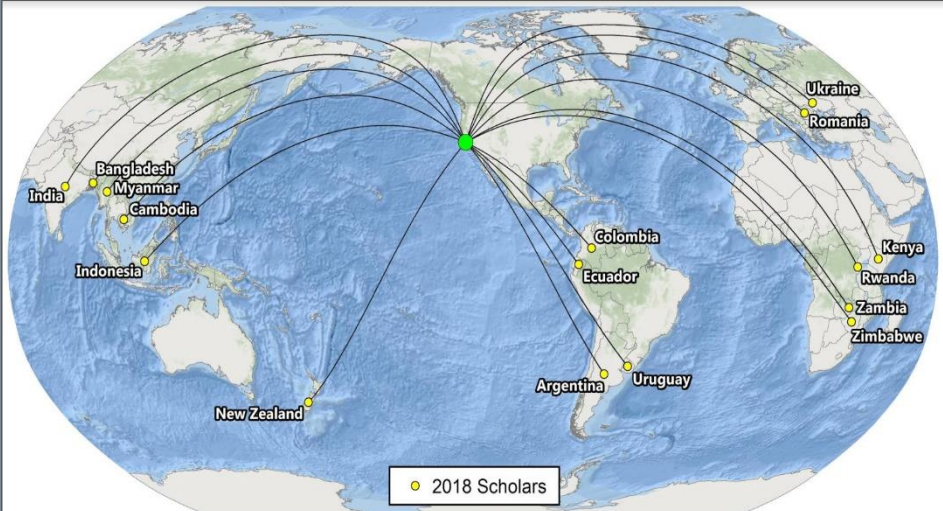 Ukraine
Romania
Bangladesh
India
Myanmar
Cambodia
Colombia
Kenya
Indonesia
Ecuador
Rwanda
Zambia
Zimbabwe
Argentina
Uruguay
New Zealand
2018 Scholars